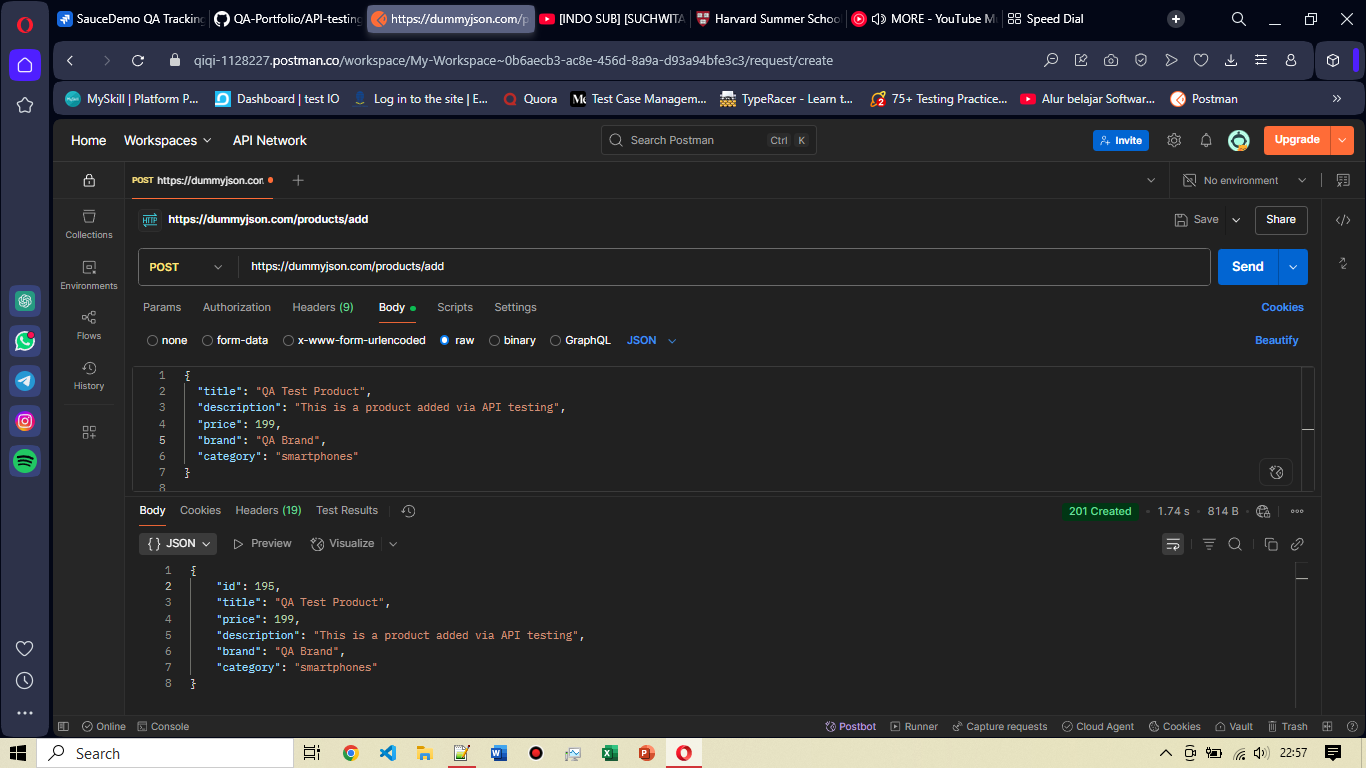 SauceDemo QA Tracking
QA-Portfolio/API-testing
https://dummyjson.com/p
[INDO SUB] [SUCHWITA
Harvard Summer School
MORE - YouTube M
Speed Dial
qiqi-1128227.postman.co/workspace/My-Workspace~0b6aecb3-ac8e-456d-8a9a-d93a94bfe3c3/request/create
MySkill | Platform P...
Dashboard | test IO
Log in to the site | E...
Quora
Test Case Managem...
TypeRacer - Learn t...
75+ Testing Practice...
Alur belajar Softwar...
Postman
»
Home
Workspaces
API Network
Search Postman
Ctrl
K
Invite
Upgrade
POST https://dummyjson.con
No environment
Collections
Environments
Flows
History
HTTP
https://dummyjson.com/products/add
Save
Share
POST
https://dummyjson.com/products/add
Send
Params
Authorization
Headers (9)
Body
Scripts
Settings
Cookies
none
form-data
x-www-form-urlencoded
raw
binary
GraphQL
JSON
Beautify
1 {
2 "title": "QA Test Product",
3 "description": "This is a product added via API testing",
4 "price": 199,
5 "brand": "QA Brand",
6 "category": "smartphones"
7 }
8
Body
Cookies
Headers (19)
Test Results
201 Created
1.74 s
814 B
{ } JSON
Preview
Visualize
1 {
2 "id": 195,
3 "title": "QA Test Product",
4 "price": 199,
5 "description": "This is a product added via API testing",
6 "brand": "QA Brand",
7 "category": "smartphones"
8 }
Online
Console
Postbot
Runner
Capture requests
Cloud Agent
Cookies
Vault
Trash
Search
22:57